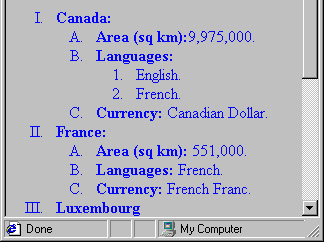 I. Canada:
A. Area (sq km):9,975,000.
B. Languages:
1. English.
2. French.
C. Currency: Canadian Dollar.
II. France:
A. Area (sq km): 551,000.
B. Languages: French.
C. Currency: French Franc.
III. Luxembourg
Done
My Computer